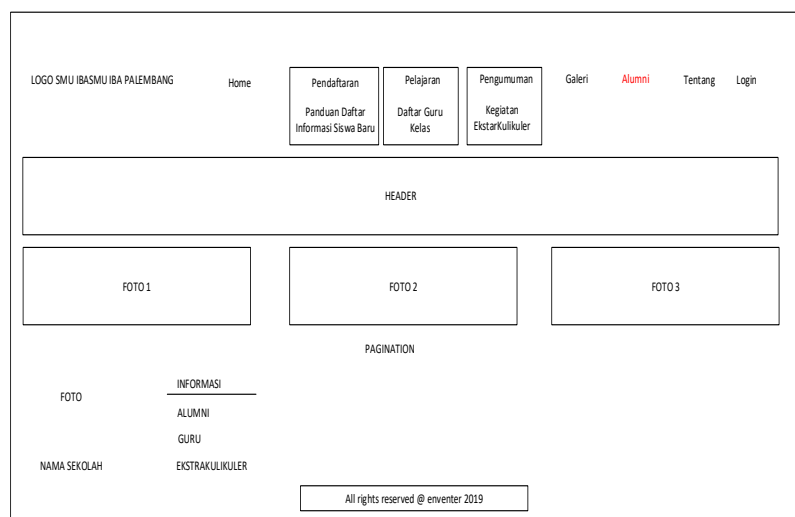 LOGO SMU IBASMU IBA PALEMBANG
Home
Pendaftaran
Panduan Daftar
Informasi Siswa Baru
Pelajaran
Daftar Guru
Kelas
Pengumuman
Kegiatan
EkstarKulikuler
Galeri
Alumni
Tentang
Login
HEADER
FOTO 1
FOTO 2
FOTO 3
PAGINATION
FOTO
NAMA SEKOLAH
INFORMASI
ALUMNI
GURU
EKSTRAKULIKULER
All rights reserved @ enventer 2019